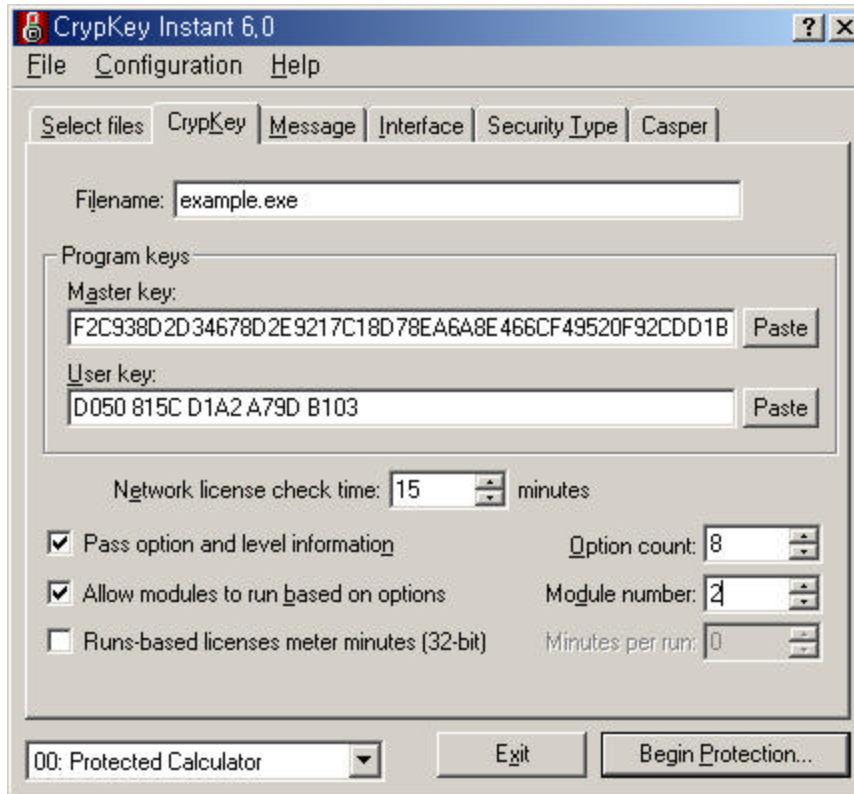 CrypKey Instant 6,0
File Configuration Help
Select files CrypKey Message Interface Security Type Casper
Filename: example.exe
Program keys
Master key:
F2C938D2D34678D2E9217C18D78EA6A8E466CF49520F92CDD1B Paste
User key:
D050 815C D1A2 A79D B103 Paste
Network license check time: 15 minutes
Pass option and level information Option count: 8
Allow modules to run based on options Module number: 2
Runs-based licenses meter minutes (32-bit) Minutes per run: 0
00: Protected Calculator Exit Begin Protection...